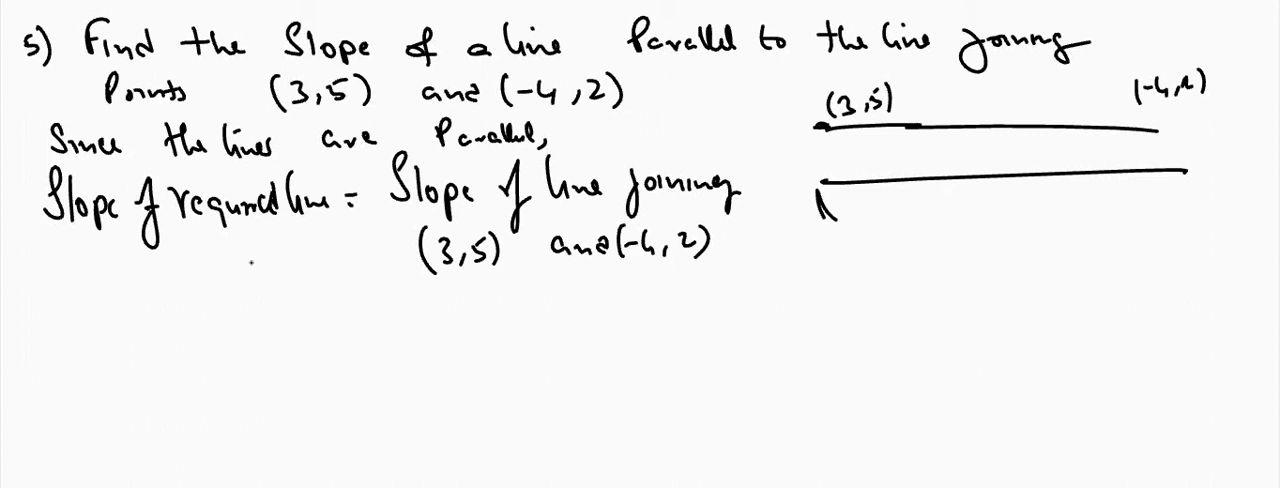 5) Find the Slope of a line Parallel to the line joining
Points (3,5) and (-4,2)
(3,5)
(-4,2)
Since the lines are Parallel,
Slope of required line = Slope of line joining
(3,5) and (-4,2)